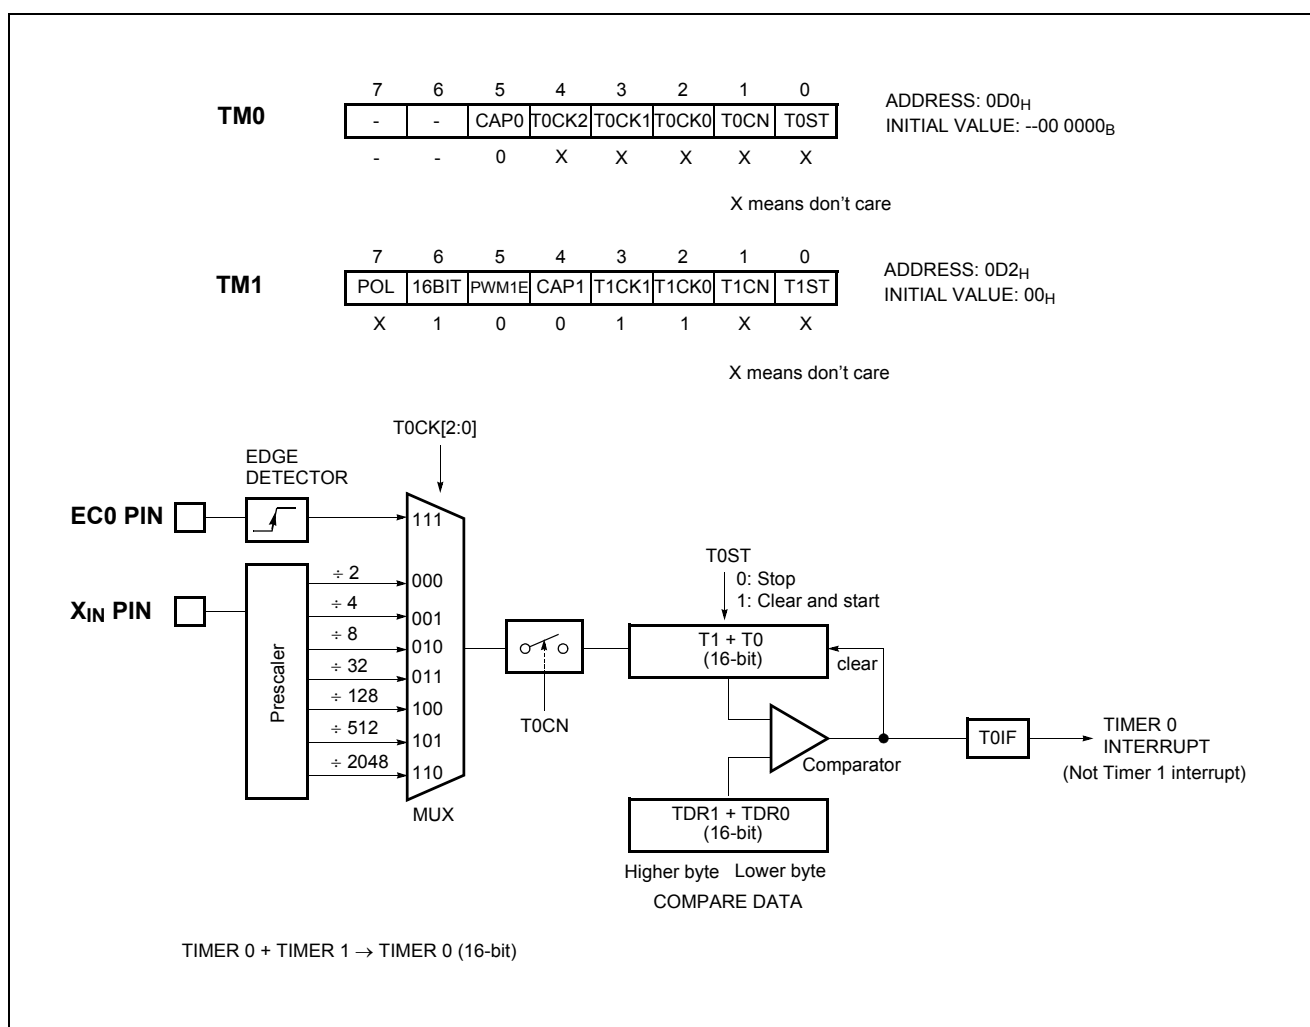 7 6 5 4 3 2 1 0
TM0
- - CAP0 T0CK2 T0CK1 T0CK0 T0CN T0ST
ADDRESS: 0D0H
INITIAL VALUE: --00 0000B
- - 0 X X X X X
X means don't care
7 6 5 4 3 2 1 0
TM1
POL 16BIT PWM1E CAP1 T1CK1 T1CK0 T1CN T1ST
ADDRESS: 0D2H
INITIAL VALUE: 00H
X 1 0 0 1 1 X X
X means don't care
T0CK[2:0]
EDGE
DETECTOR
EC0 PIN
111
XIN PIN
Prescaler
÷ 2
000
÷ 4
001
÷ 8
010
÷ 32
011
÷ 128
100
÷ 512
101
÷ 2048
110
MUX
T0CN
T0ST
0: Stop
1: Clear and start
T1 + T0
(16-bit)
clear
Comparator
T0IF
TIMER 0
INTERRUPT
(Not Timer 1 interrupt)
TDR1 + TDR0
(16-bit)
Higher byte Lower byte
COMPARE DATA
TIMER 0 + TIMER 1 → TIMER 0 (16-bit)